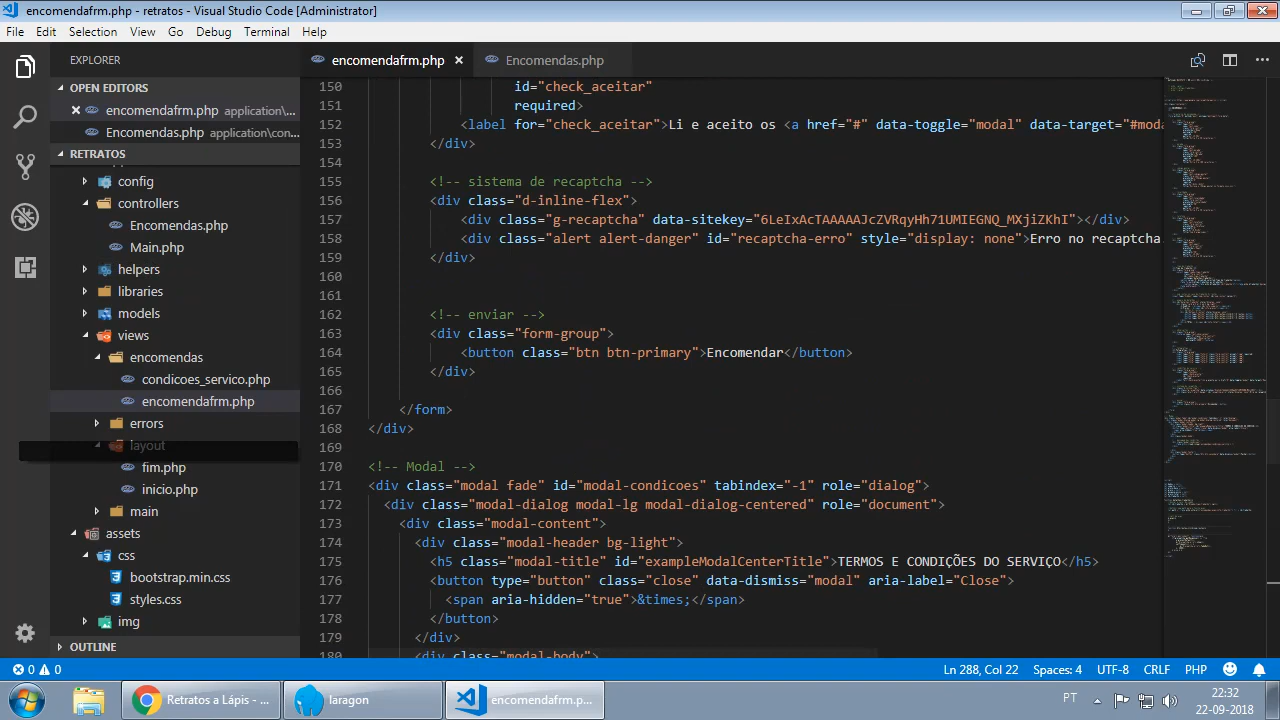 encomendafrm.php - retratos - Visual Studio Code [Administrator]
File Edit Selection View Go Debug Terminal Help
EXPLORER
OPEN EDITORS
encomendafrm.php application\...
Encomendas.php application\con...
RETRATOS
config
controllers
Encomendas.php
Main.php
helpers
libraries
models
views
encomendas
condicoes_servico.php
encomendafrm.php
errors
layout
fim.php
inicio.php
main
assets
css
bootstrap.min.css
styles.css
img
OUTLINE
encomendafrm.php
Encomendas.php
150 id="check_aceitar"
151 required>
152 <label for="check_aceitar">Li e aceito os <a href="#" data-toggle="modal" data-target="#moda
153 </div>
154
155 <!-- sistema de recaptcha -->
156 <div class="d-inline-flex">
157 <div class="g-recaptcha" data-sitekey="6LeIxAcTAAAAAJcZVRqyHh71UMIEGNQ_MXjiZKhI"></div>
158 <div class="alert alert-danger" id="recaptcha-erro" style="display: none">Erro no recaptcha
159 </div>
160
161
162 <!-- enviar -->
163 <div class="form-group">
164 <button class="btn btn-primary">Encomendar</button>
165 </div>
166
167 </form>
168 </div>
169
170 <!-- Modal -->
171 <div class="modal fade" id="modal-condicoes" tabindex="-1" role="dialog">
172 <div class="modal-dialog modal-lg modal-dialog-centered" role="document">
173 <div class="modal-content">
174 <div class="modal-header bg-light">
175 <h5 class="modal-title" id="exampleModalCenterTitle">TERMOS E CONDIÇÕES DO SERVIÇO</h5>
176 <button type="button" class="close" data-dismiss="modal" aria-label="Close">
177 <span aria-hidden="true">&times;</span>
178 </button>
179 </div>
180 <div class="modal-body">
0 0
Ln 288, Col 22 Spaces: 4 UTF-8 CRLF PHP
Retratos a Lápis - ...
laragon
encomendafrm.p...
PT
22:32
22-09-2018